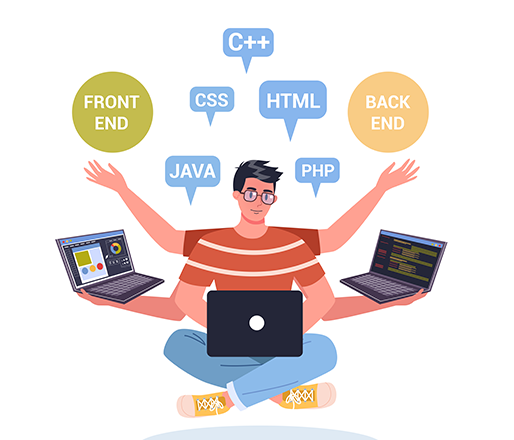 C++
FRONT
END
CSS
HTML
BACK
END
JAVA
PHP